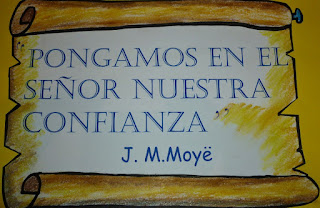 PONGAMOS EN EL
SEÑOR NUESTRA
CONFIANZA
J. M.Moyë